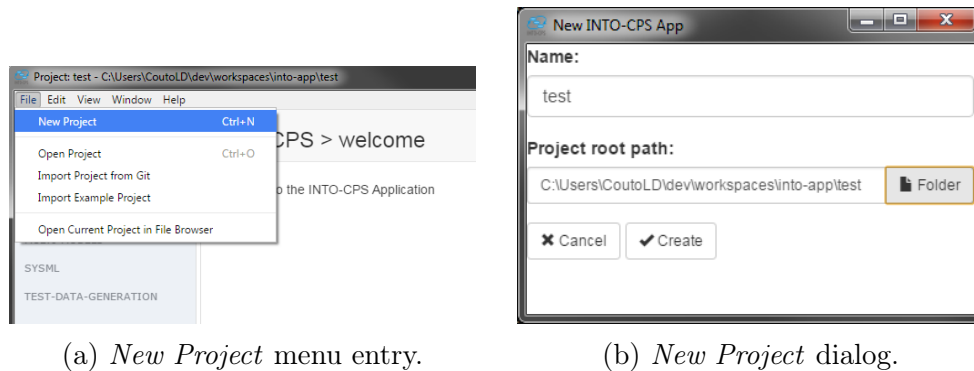 Project: test - C:\Users\CoutoLD\dev\workspaces\into-app\test
File Edit View Window Help
New Project Ctrl+N
Open Project Ctrl+O
Import Project from Git
Import Example Project
Open Current Project in File Browser
CPS > welcome
o the INTO-CPS Application
SYSML
TEST-DATA-GENERATION
(a) New Project menu entry.
New INTO-CPS App
Name:
test
Project root path:
C:\Users\CoutoLD\dev\workspaces\into-app\test Folder
Cancel Create
(b) New Project dialog.